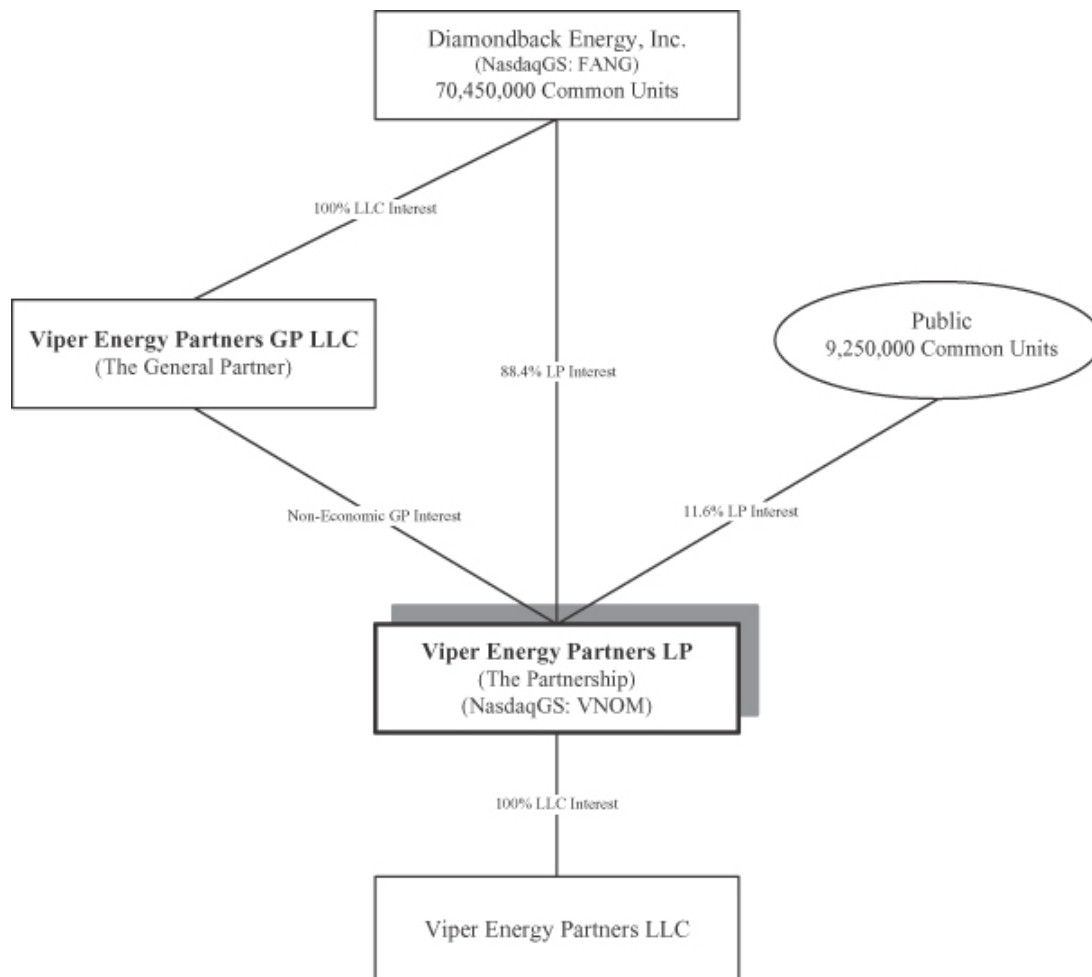 Diamondback Energy, Inc.
(NasdaqGS: FANG)
70,450,000 Common Units
100% LLC Interest
Viper Energy Partners GP LLC
(The General Partner)
88.4% LP Interest
Public
9,250,000 Common Units
Non-Economic GP Interest
11.6% LP Interest
Viper Energy Partners LP
(The Partnership)
(NasdaqGS: VNOM)
100% LLC Interest
Viper Energy Partners LLC